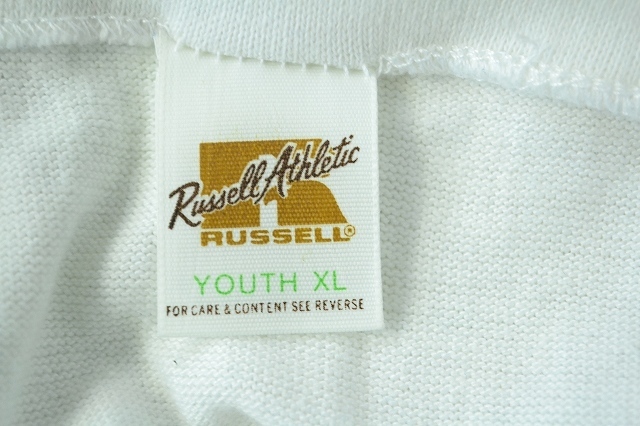 Russell Athletic
RUSSELL®
YOUTH XL
FOR CARE & CONTENT SEE REVERSE